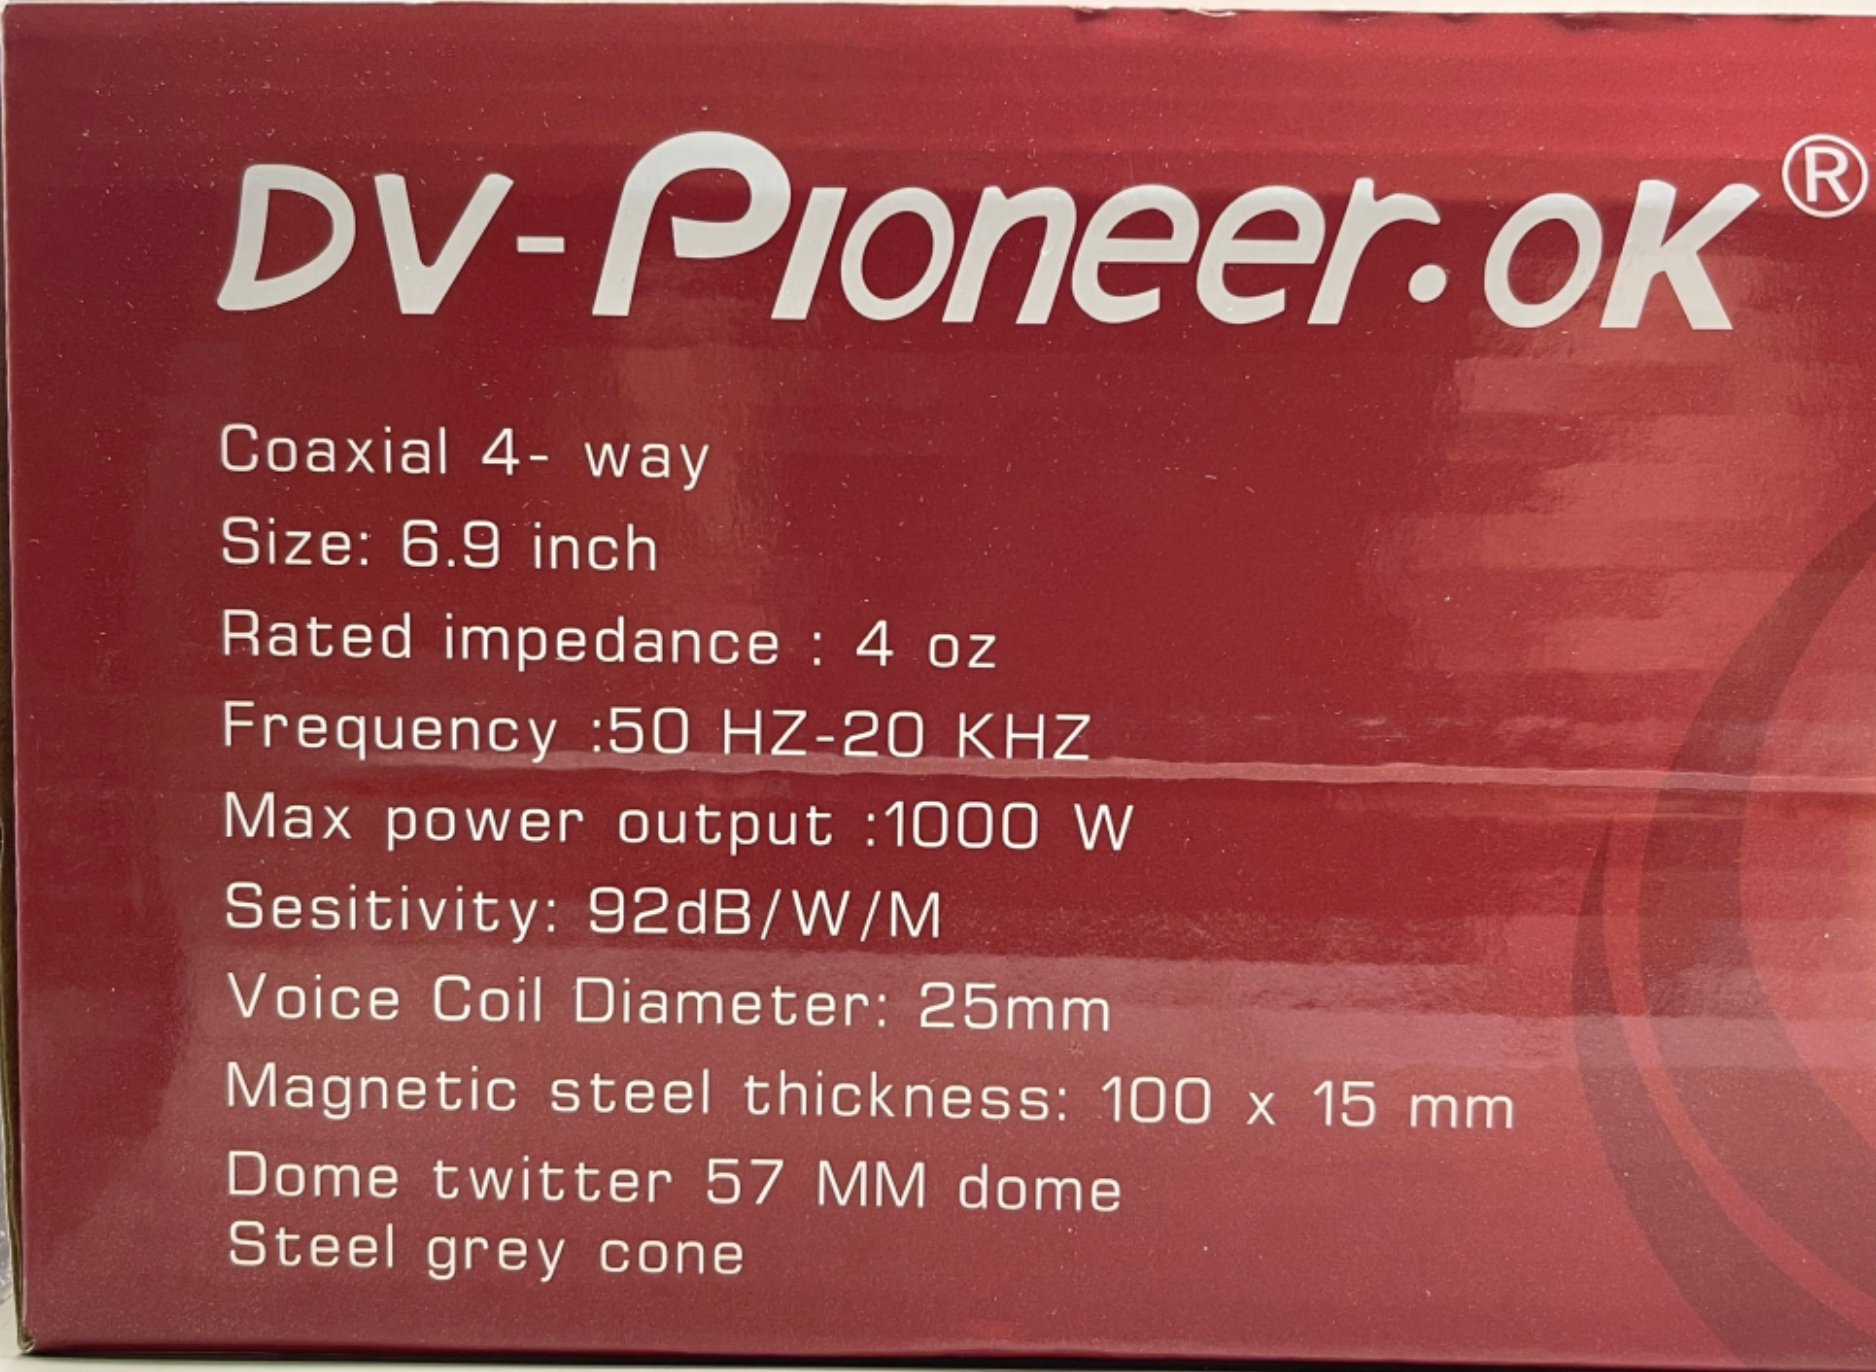 DV-Pioneer.oK®
Coaxial 4- way
Size: 6.9 inch
Rated impedance : 4 oz
Frequency :50 HZ-20 KHZ
Max power output :1000 W
Sesitivity: 92dB/W/M
Voice Coil Diameter: 25mm
Magnetic steel thickness: 100 x 15 mm
Dome twitter 57 MM dome
Steel grey cone